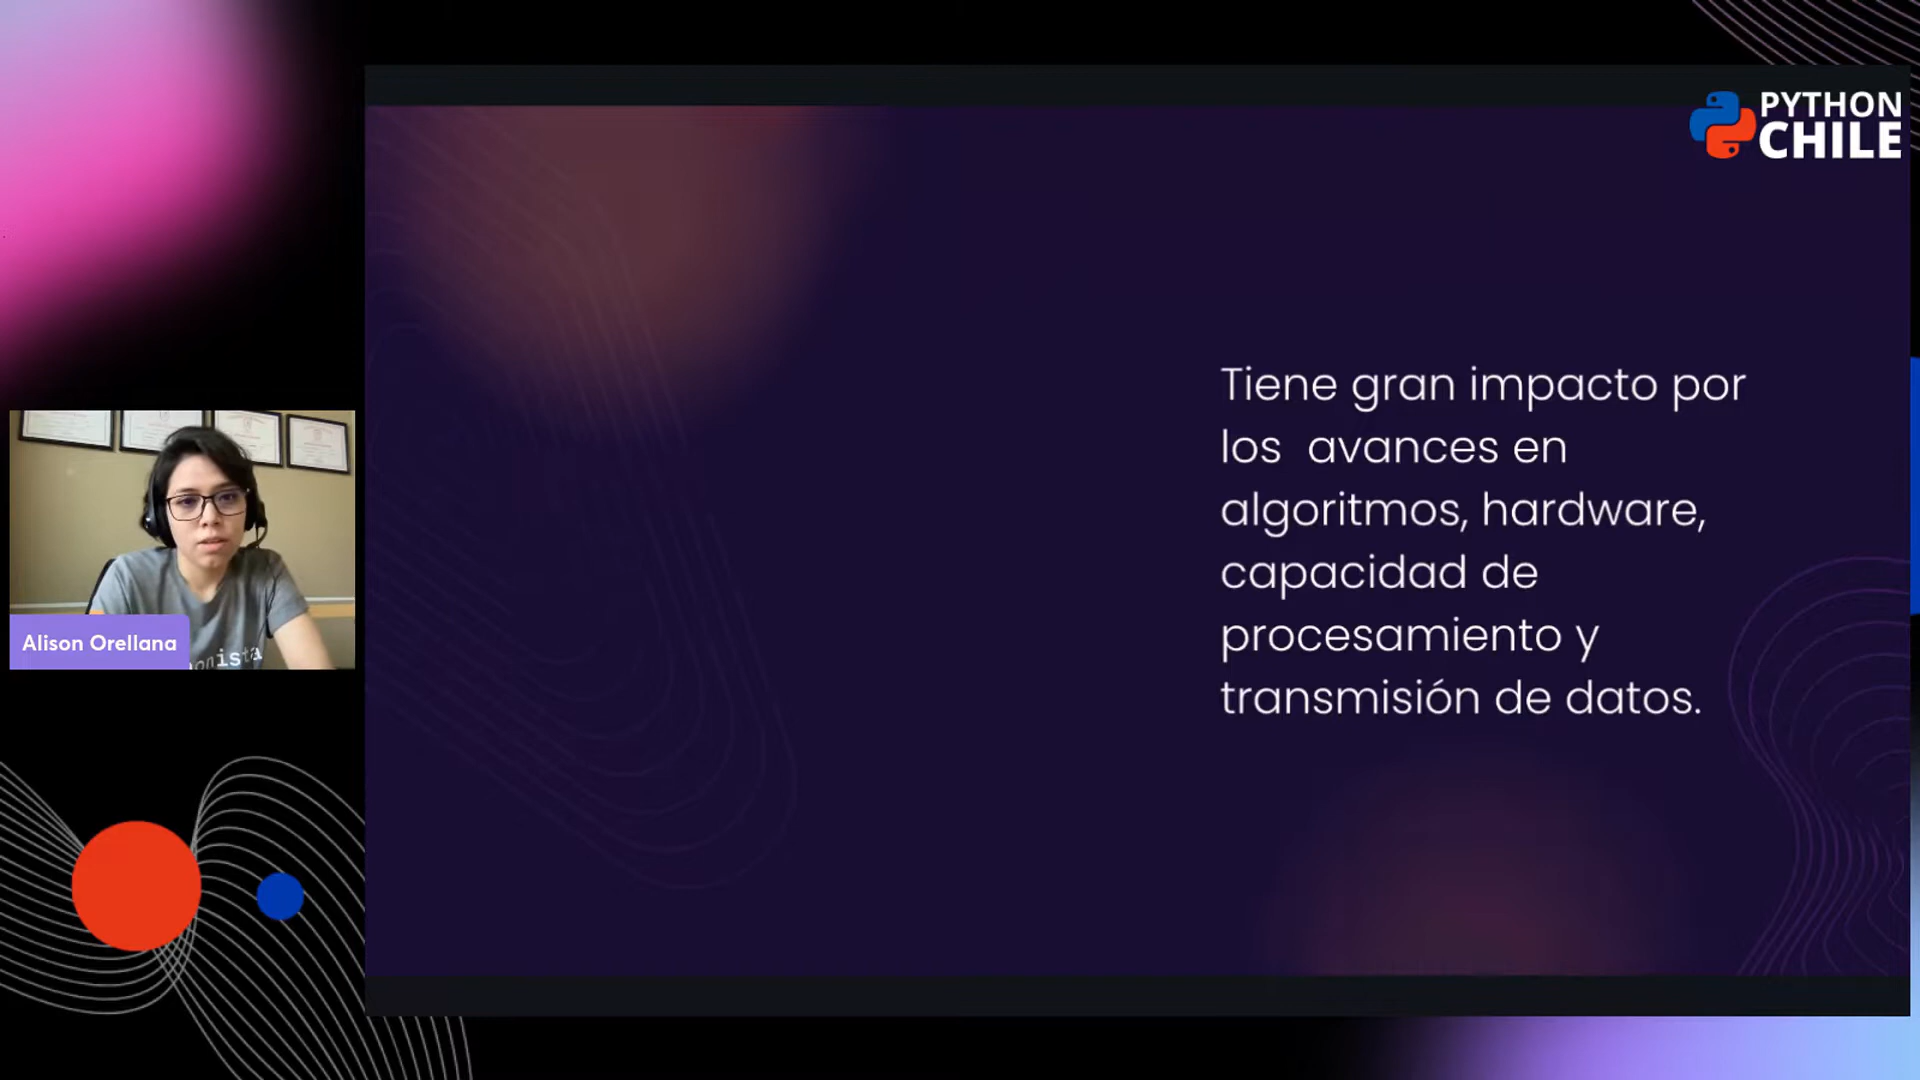 PYTHON
CHILE
Tiene gran impacto por
los avances en
algoritmos, hardware,
capacidad de
procesamiento y
transmisión de datos.
Alison Orellana
onista